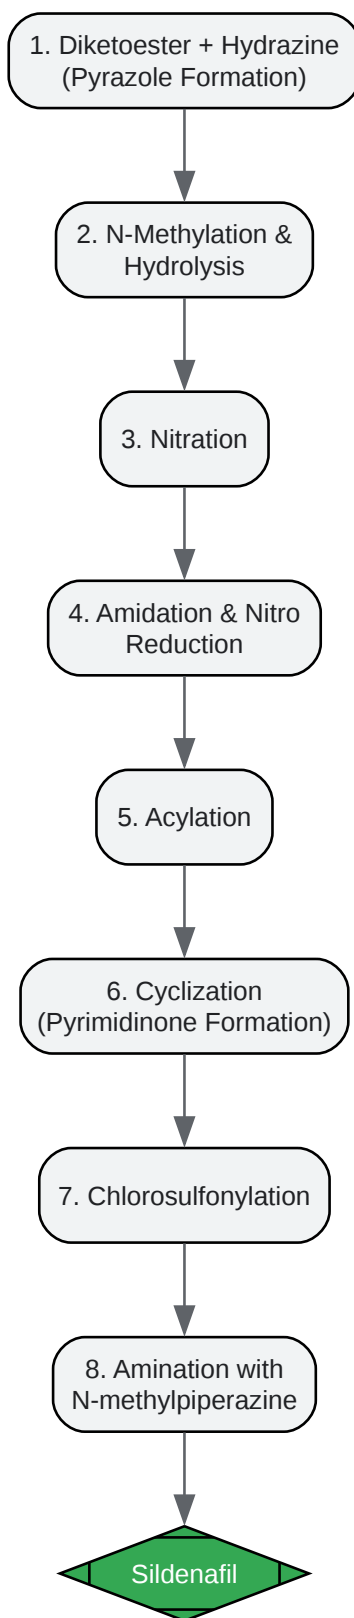 1. Diketoester + Hydrazine
(Pyrazole Formation)
2. N-Methylation &
Hydrolysis
3. Nitration
4. Amidation & Nitro
Reduction
5. Acylation
6. Cyclization
(Pyrimidinone Formation)
7. Chlorosulfonylation
8. Amination with
N-methylpiperazine
Sildenafil